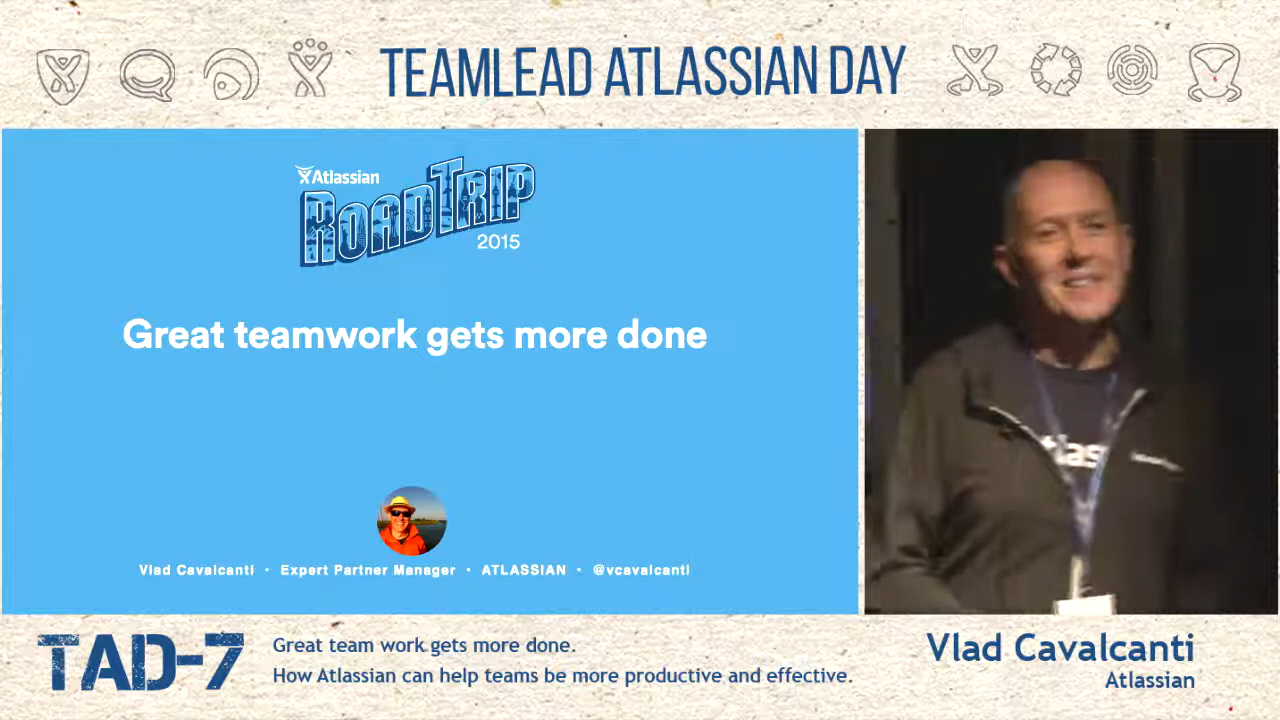 TEAMLEAD ATLASSIAN DAY
Atlassian
ROADTRIP
2015
Great teamwork gets more done
Vlad Cavalcanti • Expert Partner Manager • ATLASSIAN • @vcavalcanti
TAD-7
Great team work gets more done.
How Atlassian can help teams be more productive and effective.
Vlad Cavalcanti
Atlassian